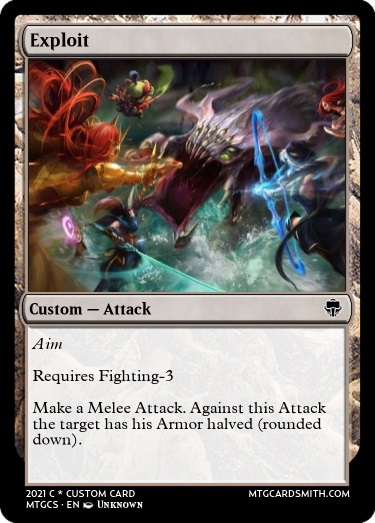 Exploit
Custom — Attack
Aim
Requires Fighting-3
Make a Melee Attack. Against this Attack
the target has his Armor halved (rounded
down).
2021 C * CUSTOM CARD
MTGCS · EN Unknown
MTGCARDSMITH.COM